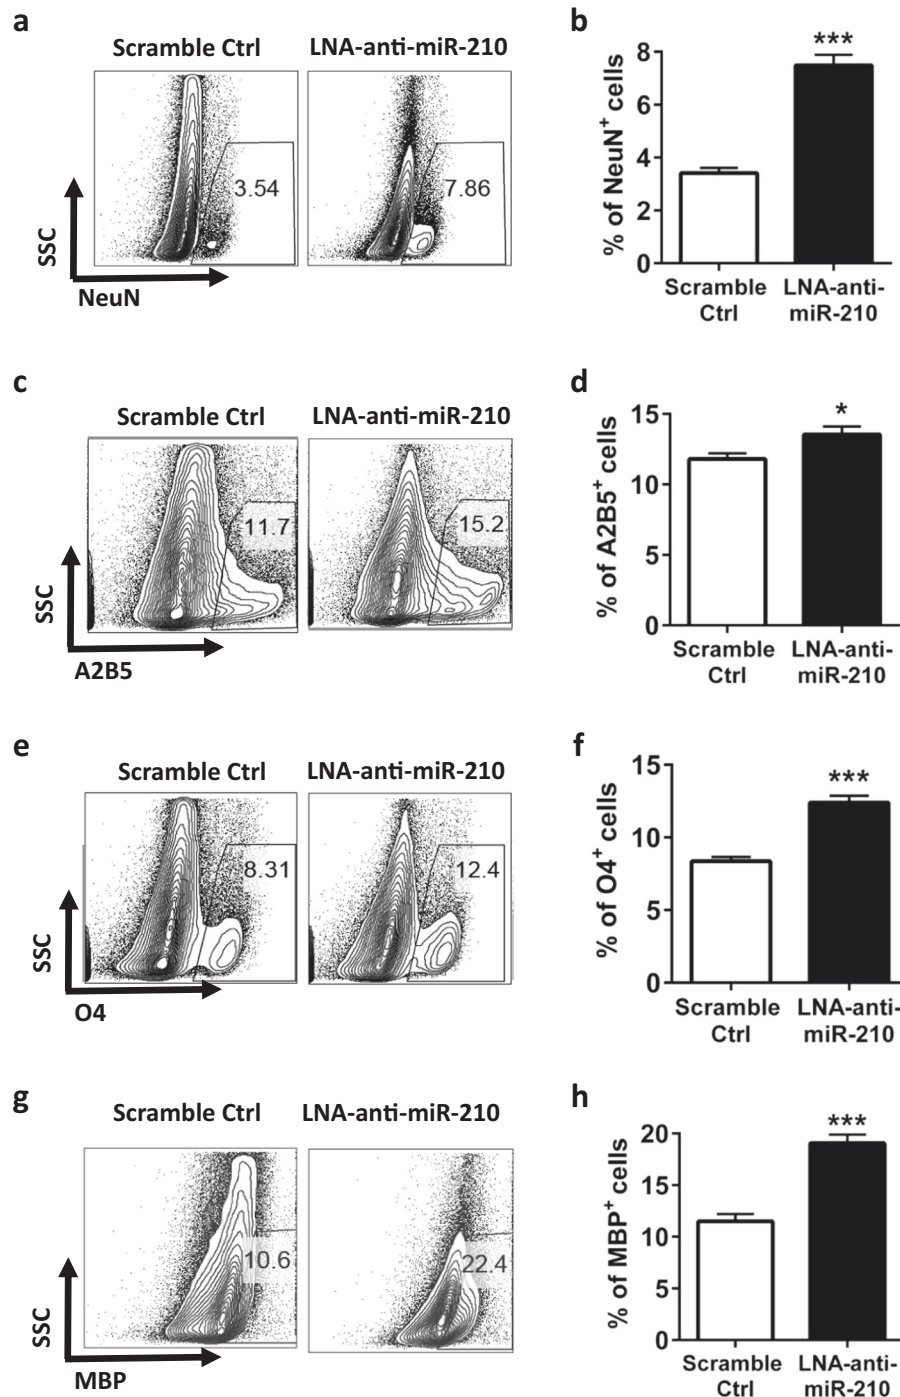 a
Scramble Ctrl LNA-anti-miR-210
3.54 7.86
SSC
NeuN
b
% of NeuN⁺ cells
8
6
4
2
0
***
Scramble Ctrl
LNA-anti-miR-210
c
Scramble Ctrl LNA-anti-miR-210
11.7 15.2
SSC
A2B5
d
% of A2B5⁺ cells
15
10
5
0
*
Scramble Ctrl
LNA-anti-miR-210
e
Scramble Ctrl LNA-anti-miR-210
8.31 12.4
SSC
O4
f
% of O4⁺ cells
15
10
5
0
***
Scramble Ctrl
LNA-anti-miR-210
g
Scramble Ctrl LNA-anti-miR-210
10.6 22.4
SSC
MBP
h
% of MBP⁺ cells
20
15
10
5
0
***
Scramble Ctrl
LNA-anti-miR-210